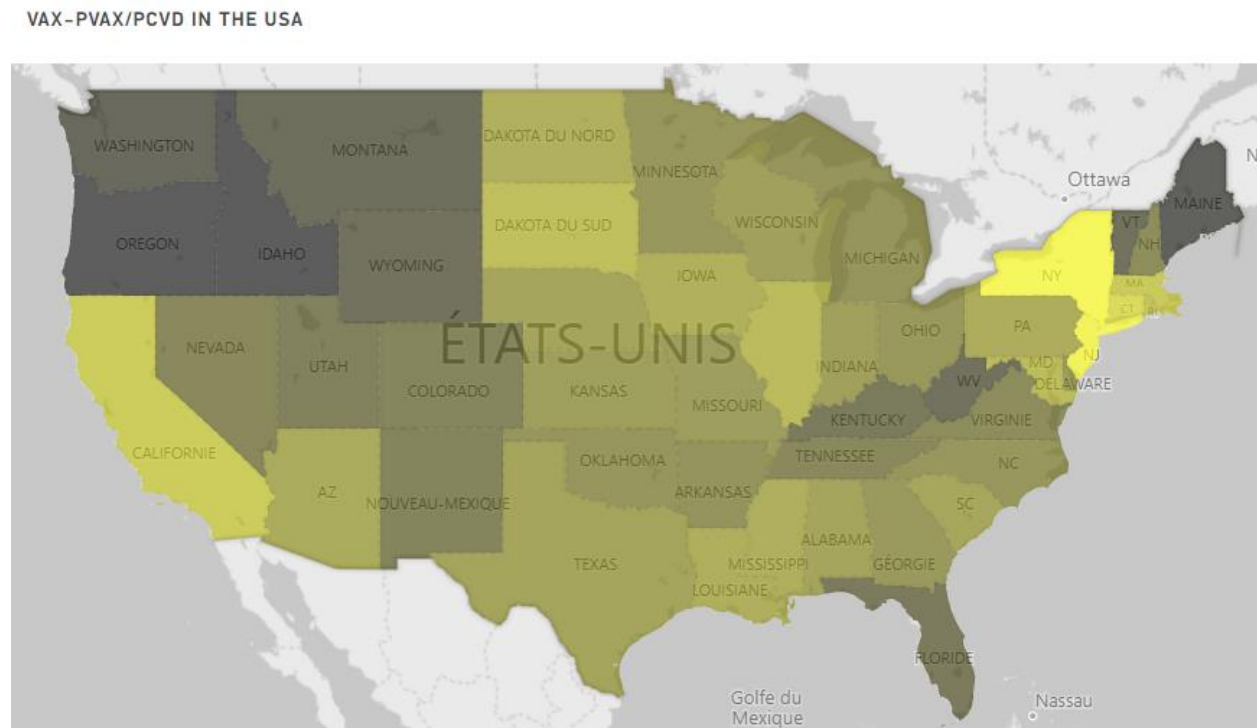 VAX-PVAX/PCVD IN THE USA
WASHINGTON
MONTANA
DAKOTA DU NORD
MINNESOTA
Ottawa
OREGON
IDAHO
WYOMING
DAKOTA DU SUD
WISCONSIN
MICHIGAN
NY
VT
NH
MAINE
MA
CT
RI
NEVADA
UTAH
COLORADO
ÉTATS-UNIS
IOWA
KANSAS
MISSOURI
INDIANA
OHIO
PA
NJ
MD
DELAWARE
WV
VIRGINIE
KENTUCKY
CALIFORNIE
AZ
NOUVEAU-MEXIQUE
OKLAHOMA
ARKANSAS
TENNESSEE
NC
SC
TEXAS
LOUISIANE
MISSISSIPPI
ALABAMA
GÉORGIE
FLORIDE
Golfe du
Mexique
Nassau